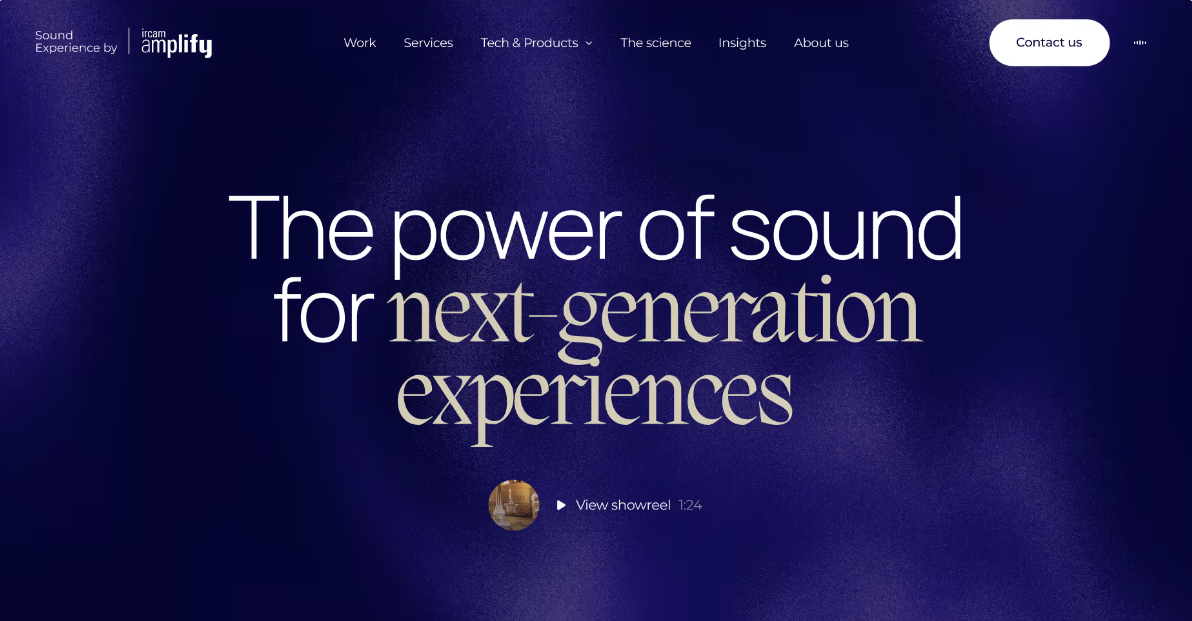 Sound
Experience by
ircam
amplify
Work
Services
Tech & Products
The science
Insights
About us
Contact us
The power of sound
for next-generation
experiences
View showreel 1:24